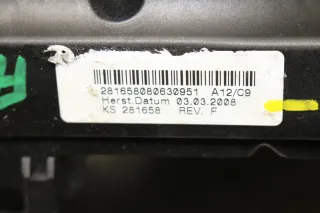 281658080630951 A12/C9
Herst.Datum 03.03.2008
KS 281658 REV. F